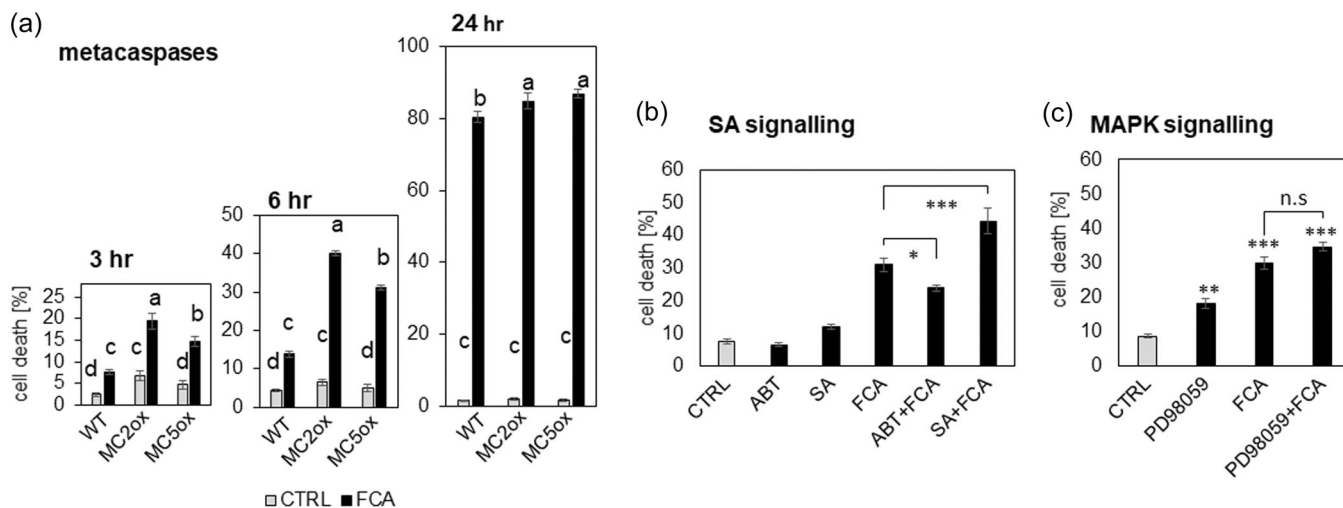 (a)
metacaspases
3 hr
cell death [%]
25
20
15
10
5
0
d
c
c
a
d
b
WT
MC2ox
MC5ox
6 hr
50
40
30
20
10
0
d
c
c
a
d
b
WT
MC2ox
MC5ox
24 hr
100
80
60
40
20
0
c
b
c
a
c
a
WT
MC2ox
MC5ox
CTRL FCA
(b)
SA signalling
cell death [%]
60
50
40
30
20
10
0
***
*
CTRL
ABT
SA
FCA
ABT+FCA
SA+FCA
(c)
MAPK signalling
cell death [%]
60
50
40
30
20
10
0
n.s
**
***
***
CTRL
PD98059
FCA
PD98059+FCA